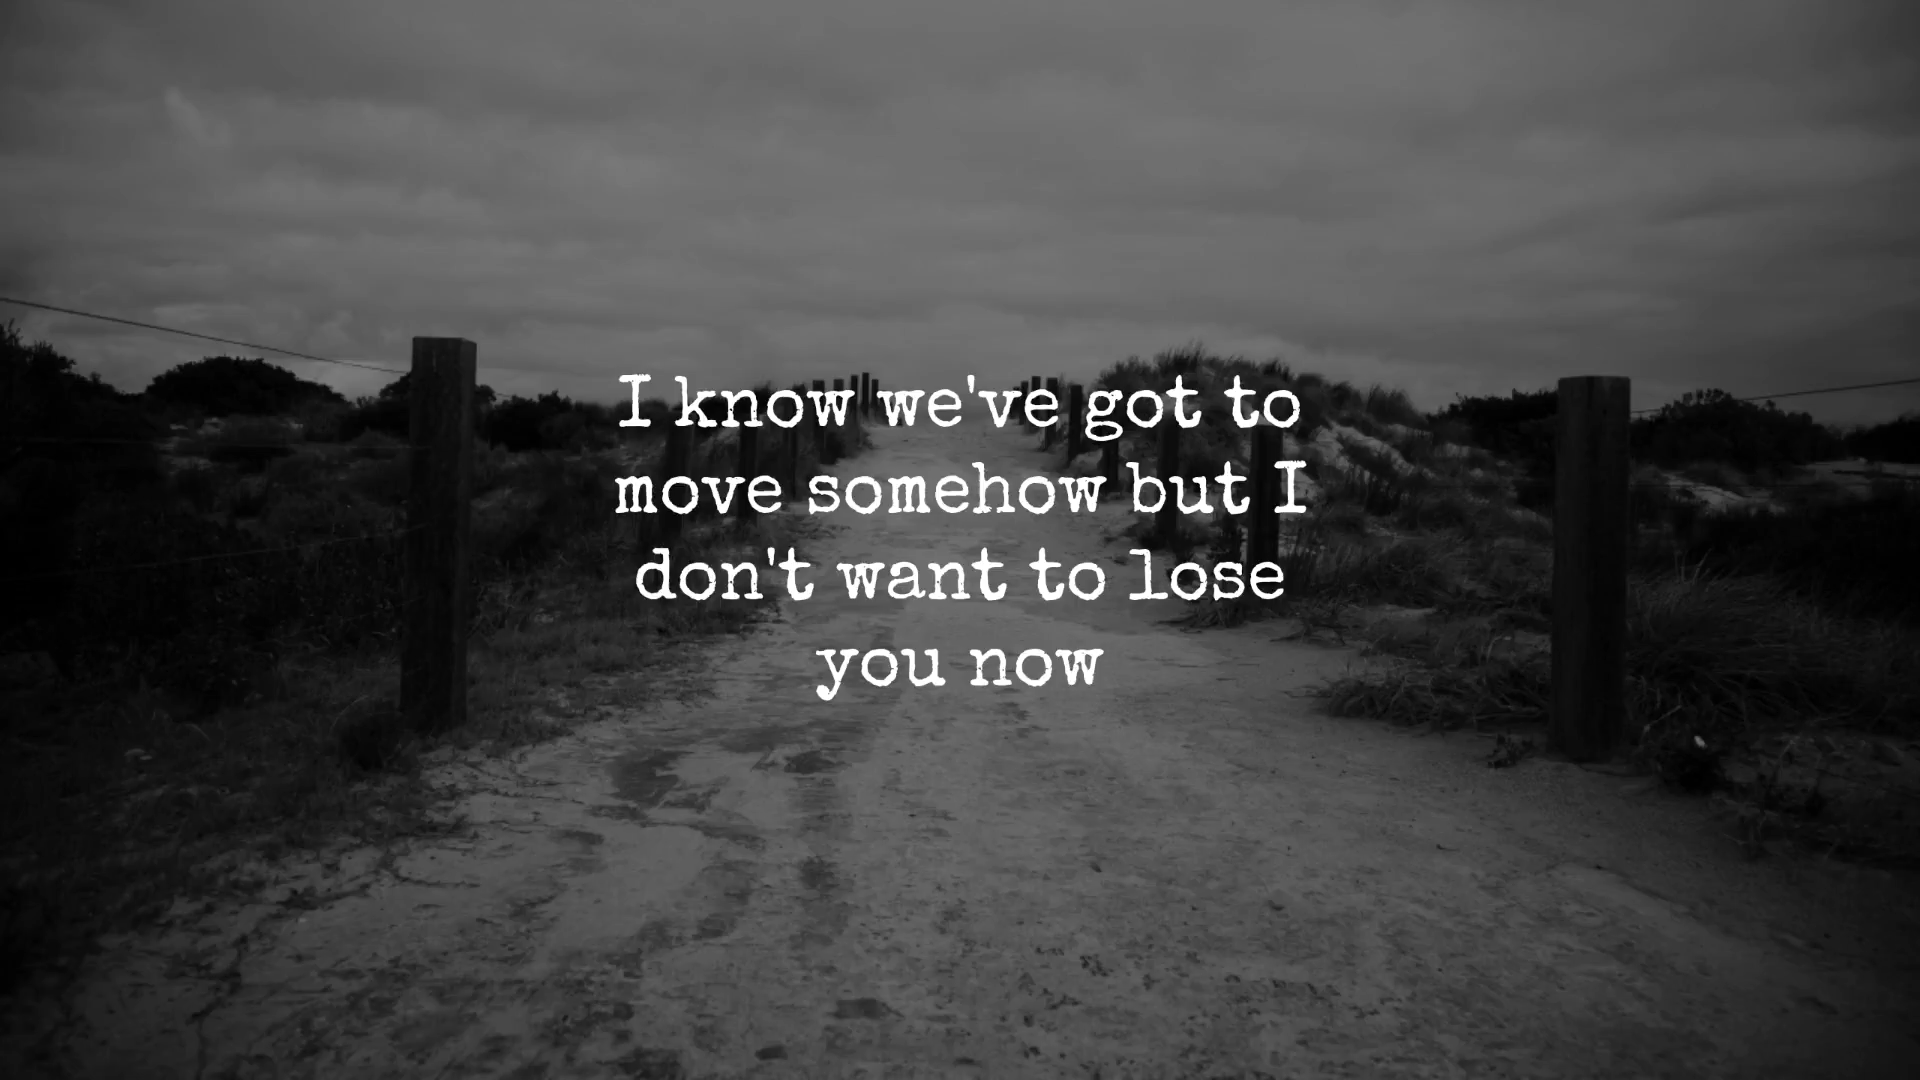 I know we've got to
move somehow but I
don't want to lose
you now